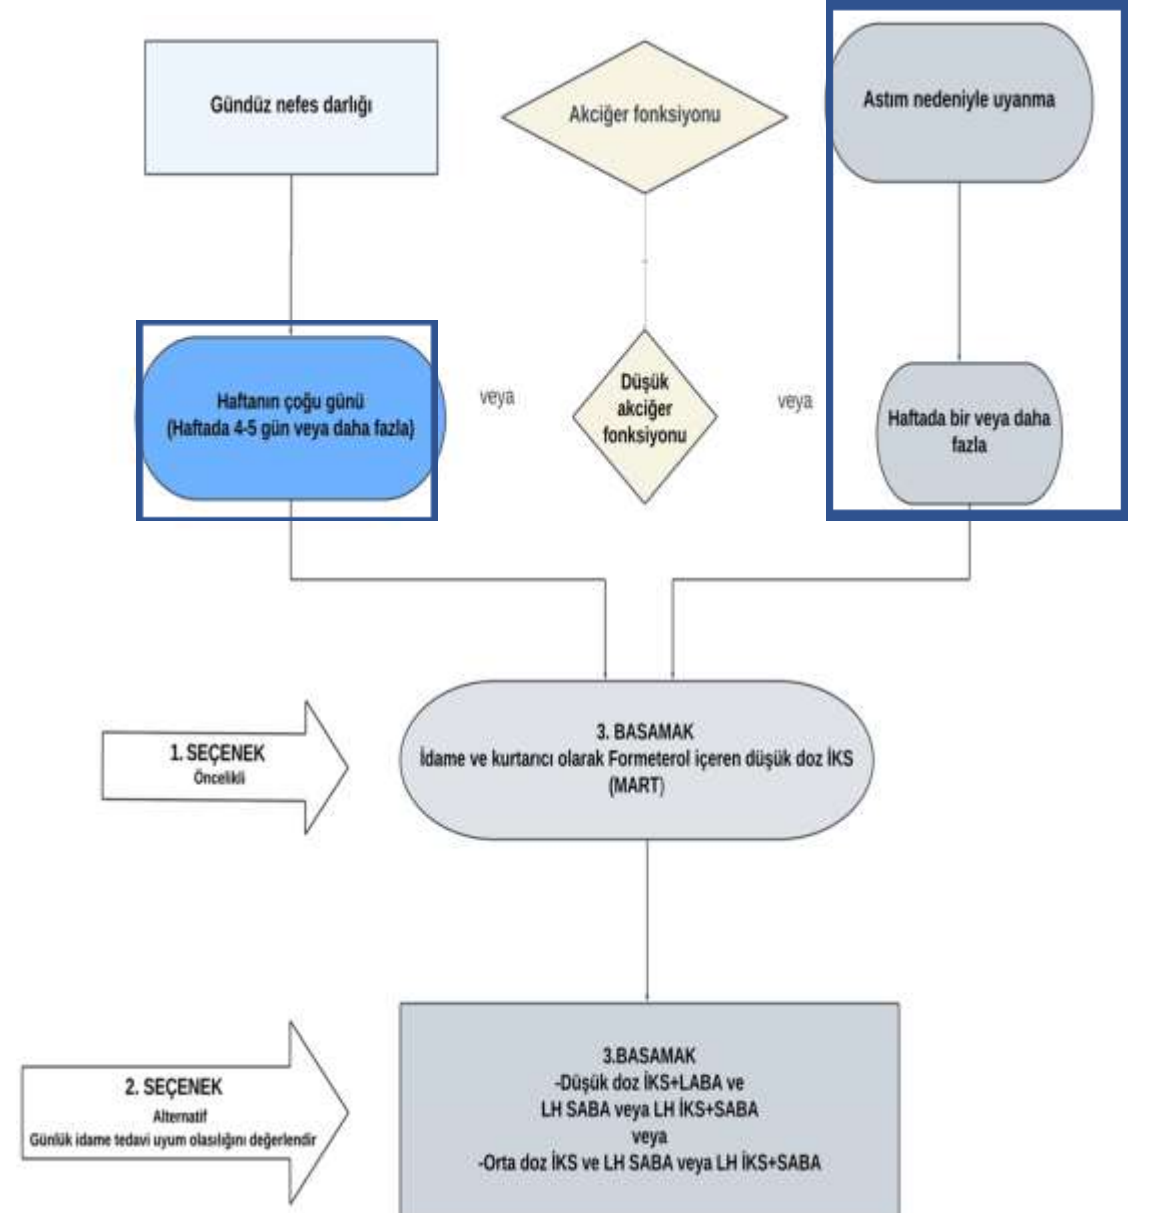 Gündüz nefes darlığı
Akciğer fonksiyonu
Astım nedeniyle uyanma
Haftanın çoğu günü
(Haftada 4-5 gün veya daha fazla)
veya
Düşük
akciğer
fonksiyonu
veya
Haftada bir veya daha
fazla
1. SEÇENEK
Öncelikli
3. BASAMAK
İdame ve kurtarıcı olarak Formeterol içeren düşük doz İKS
(MART)
2. SEÇENEK
Alternatif
Günlük idame tedavi uyum olasılığını değerlendir
3.BASAMAK
-Düşük doz İKS+LABA ve
LH SABA veya LH İKS+SABA
veya
-Orta doz İKS ve LH SABA veya LH İKS+SABA